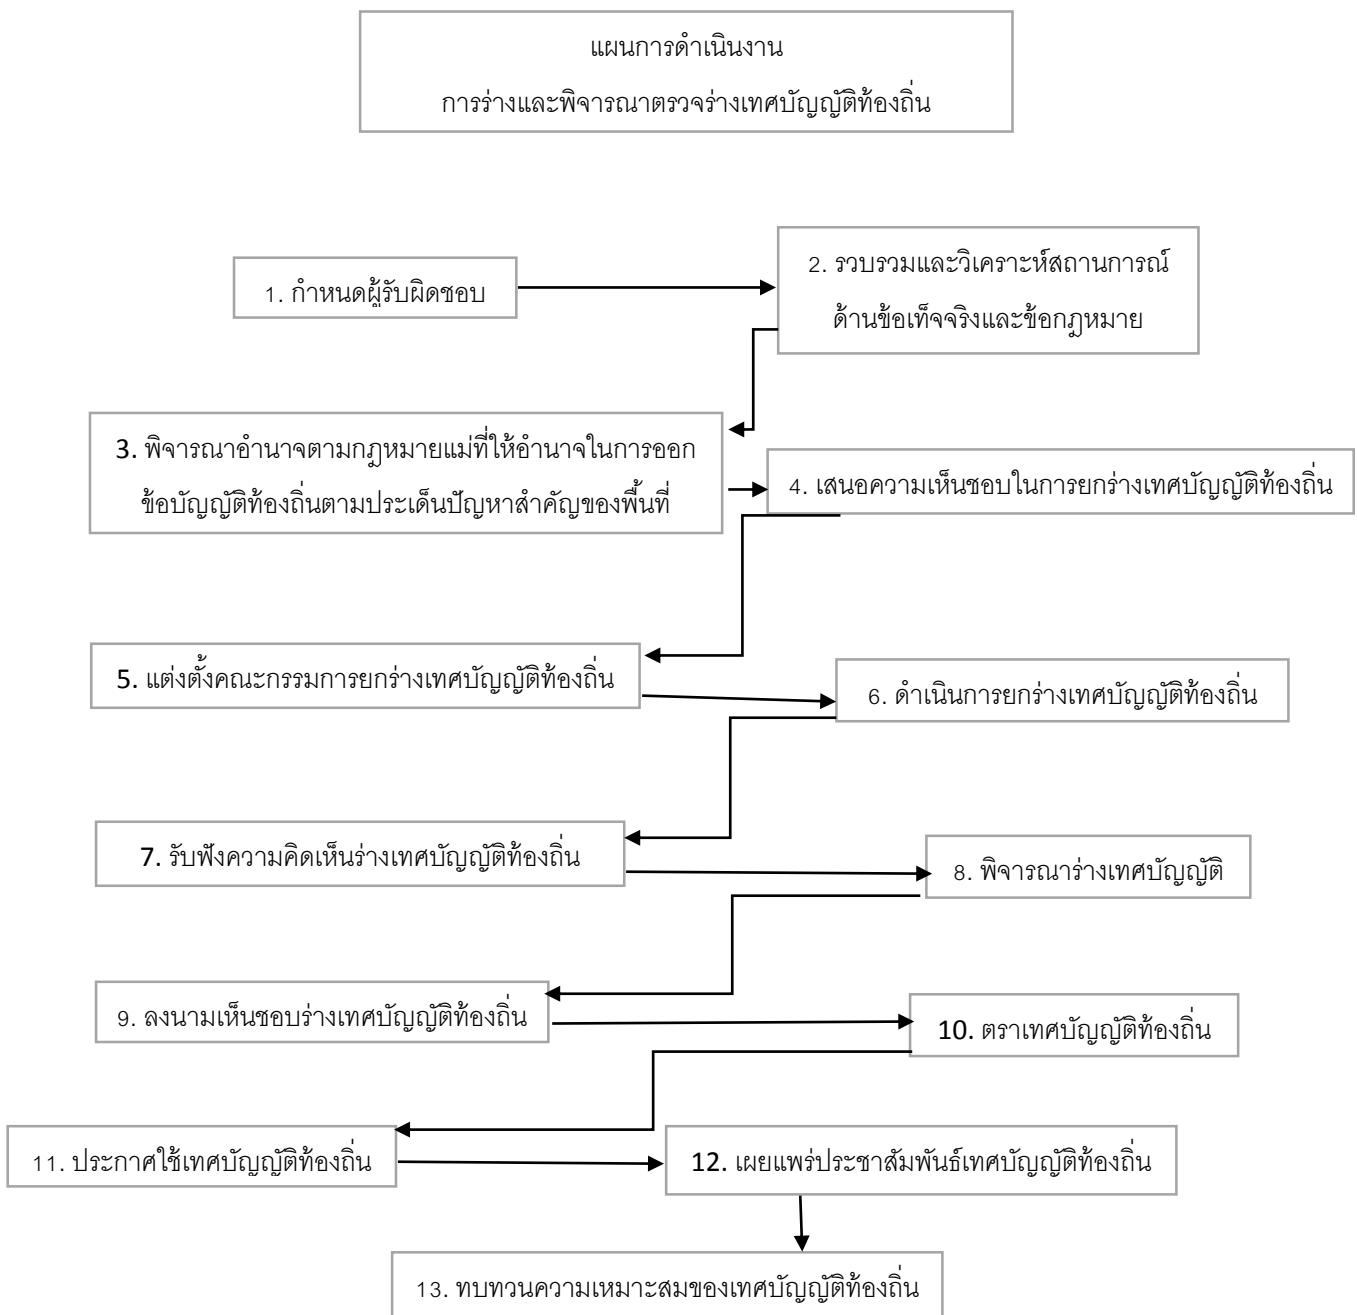 แผนการดำเนินงาน
การร่างและพิจารณาตรวจร่างเทศบัญญัติท้องถิ่น
1. กำหนดผู้รับผิดชอบ
2. รวบรวมและวิเคราะห์สถานการณ์
ด้านข้อเท็จจริงและข้อกฎหมาย
3. พิจารณาอำนาจตามกฎหมายแม่ที่ให้อำนาจในการออก
ข้อบัญญัติท้องถิ่นตามประเด็นปัญหาสำคัญของพื้นที่
4. เสนอความเห็นชอบในการยกร่างเทศบัญญัติท้องถิ่น
5. แต่งตั้งคณะกรรมการยกร่างเทศบัญญัติท้องถิ่น
6. ดำเนินการยกร่างเทศบัญญัติท้องถิ่น
7. รับฟังความคิดเห็นร่างเทศบัญญัติท้องถิ่น
8. พิจารณาร่างเทศบัญญัติ
9. ลงนามเห็นชอบร่างเทศบัญญัติท้องถิ่น
10. ตราเทศบัญญัติท้องถิ่น
11. ประกาศใช้เทศบัญญัติท้องถิ่น
12. เผยแพร่ประชาสัมพันธ์เทศบัญญัติท้องถิ่น
13. ทบทวนความเหมาะสมของเทศบัญญัติท้องถิ่น